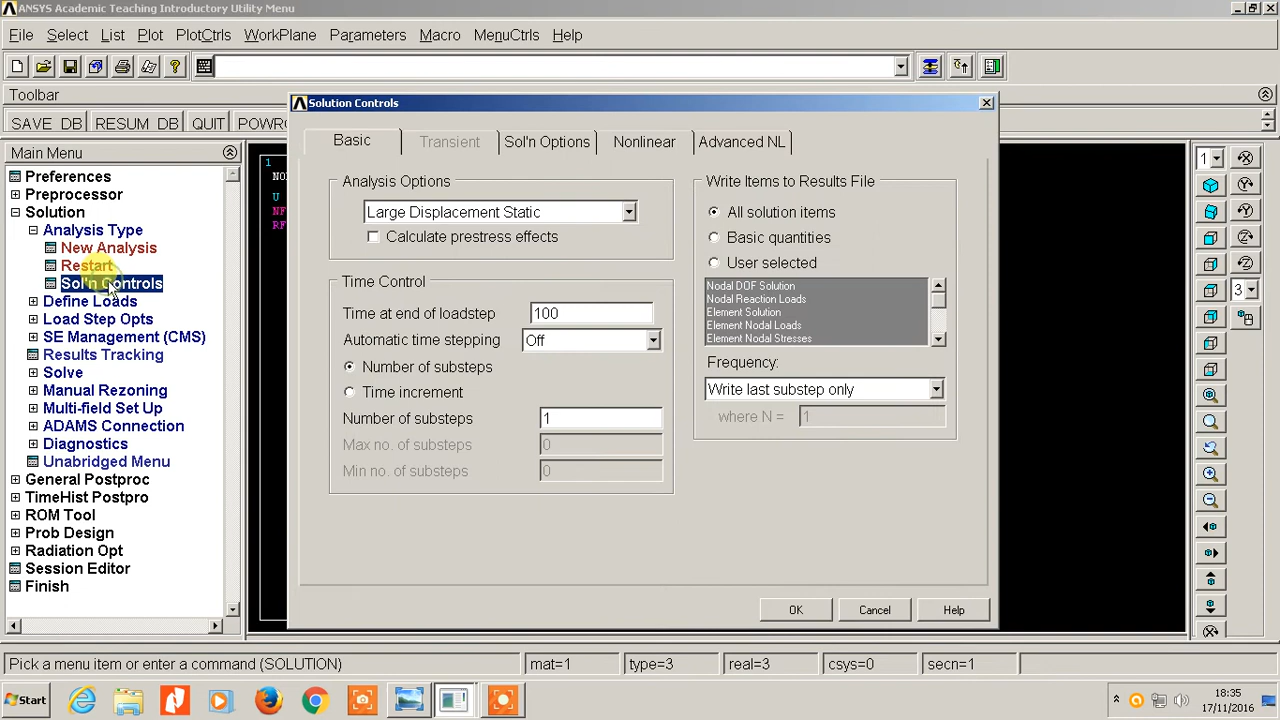 ANSYS Academic Teaching Introductory Utility Menu
File Select List Plot PlotCtrls WorkPlane Parameters Macro MenuCtrls Help
Toolbar
SAVE_DB RESUM_DB QUIT POWRG
Main Menu
Preferences
Preprocessor
Solution
Analysis Type
New Analysis
Restart
Sol'n Controls
Define Loads
Load Step Opts
SE Management (CMS)
Results Tracking
Solve
Manual Rezoning
Multi-field Set Up
ADAMS Connection
Diagnostics
Unabridged Menu
General Postproc
TimeHist Postpro
ROM Tool
Prob Design
Radiation Opt
Session Editor
Finish
1
NO
U
NF
RF
Solution Controls
Basic Transient Sol'n Options Nonlinear Advanced NL
Analysis Options
Large Displacement Static
Calculate prestress effects
Time Control
Time at end of loadstep 100
Automatic time stepping Off
Number of substeps
Time increment
Number of substeps 1
Max no. of substeps 0
Min no. of substeps 0
Write Items to Results File
All solution items
Basic quantities
User selected
Nodal DOF Solution
Nodal Reaction Loads
Element Solution
Element Nodal Loads
Element Nodal Stresses
Frequency:
Write last substep only
where N = 1
OK Cancel Help
1
3
Pick a menu item or enter a command (SOLUTION) mat=1 type=3 real=3 csys=0 secn=1
Start
18:35
17/11/2016